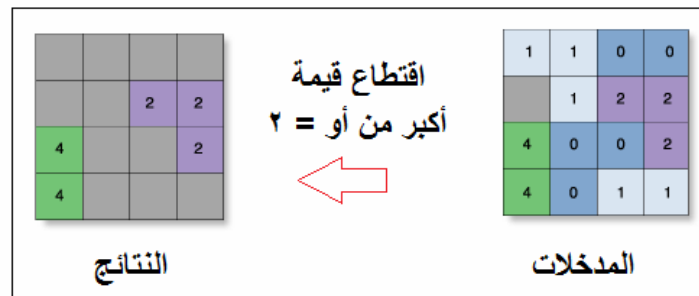 1 1 0 0
1 2 2
4 0 0 2
4 0 1 1
المدخلات
اقتطاع قيمة
أكبر من أو = ٢
2 2
4 2
4
النتائج